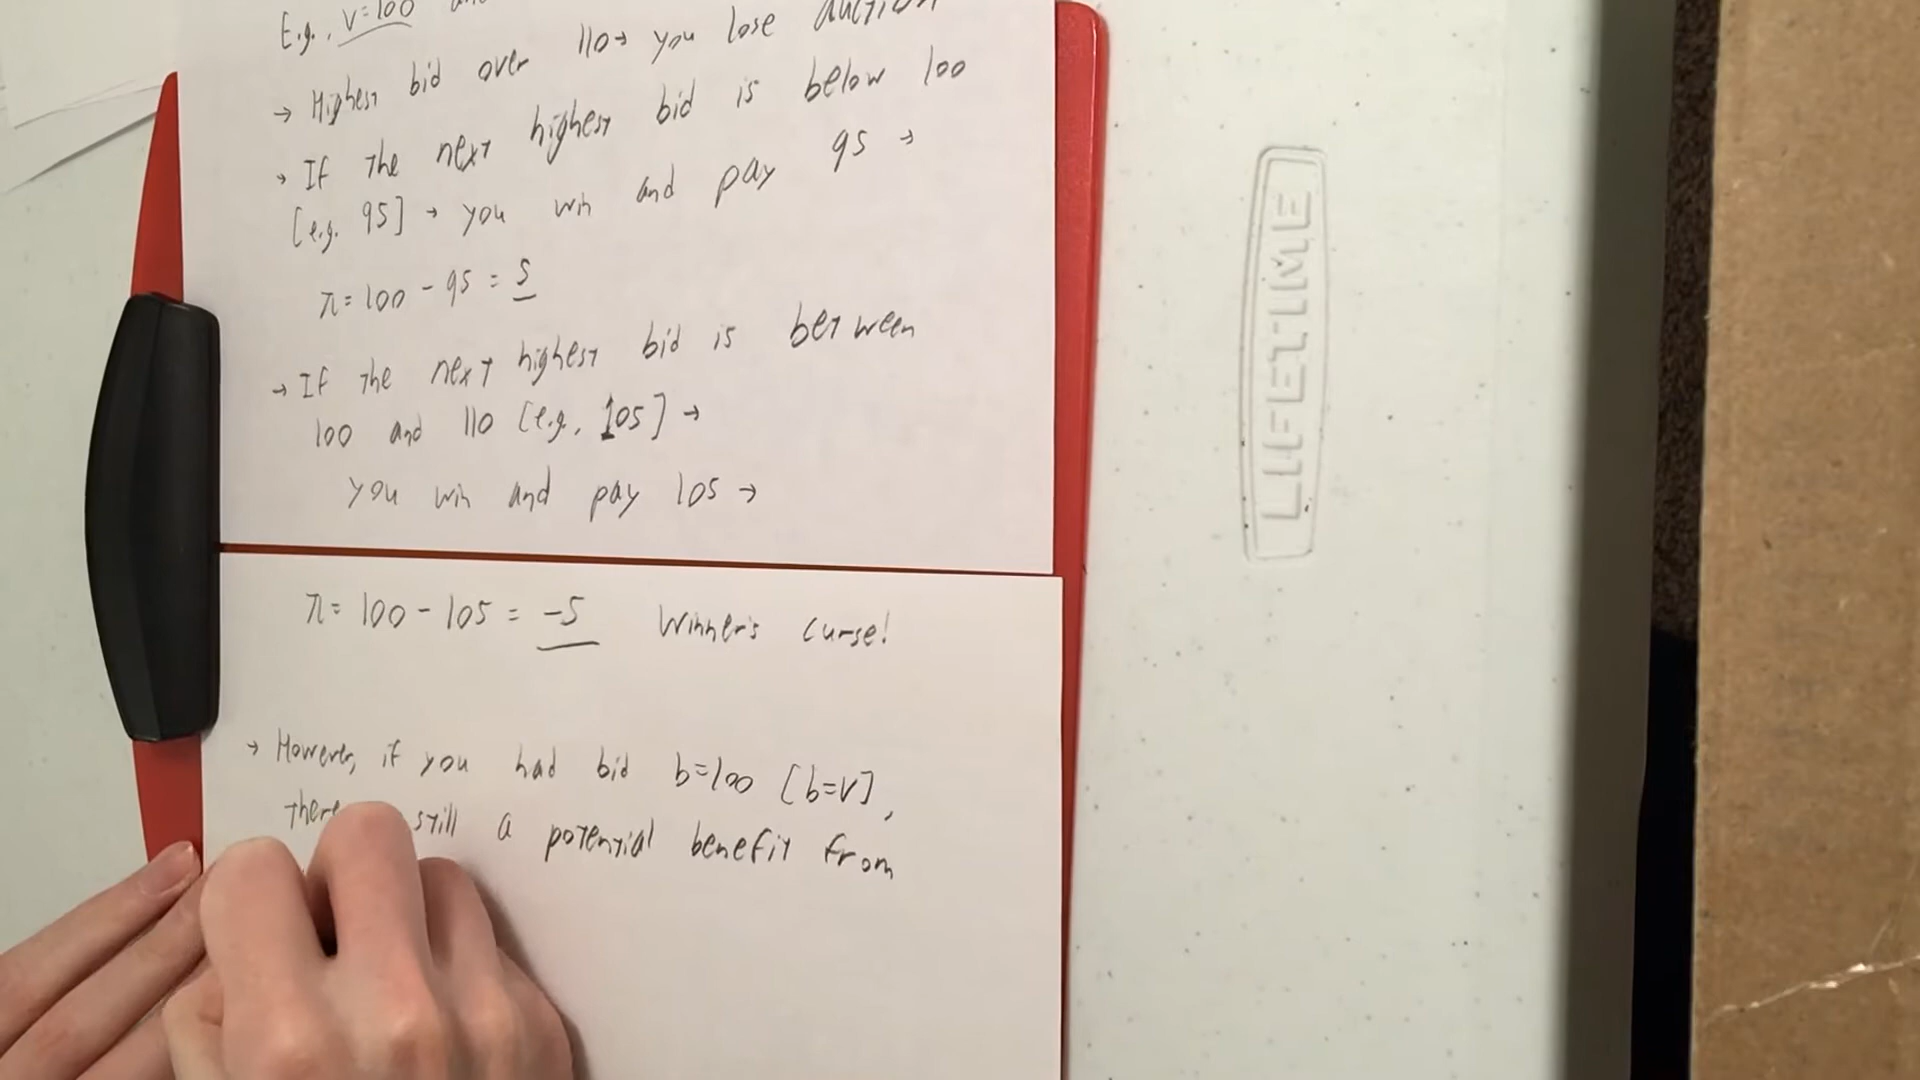 E.g., v=100
→ Highest bid over 110→ you lose auction
→ If the next highest bid is below 100
[e.g. 95] → you win and pay 95 →
π = 100 - 95 = 5
→ If the next highest bid is between
100 and 110 [e.g., 105] →
you win and pay 105 →
π = 100 - 105 = -5 Winner's curse!
→ However, if you had bid b=100 [b=v],
still a potential benefit from
LIFETIME